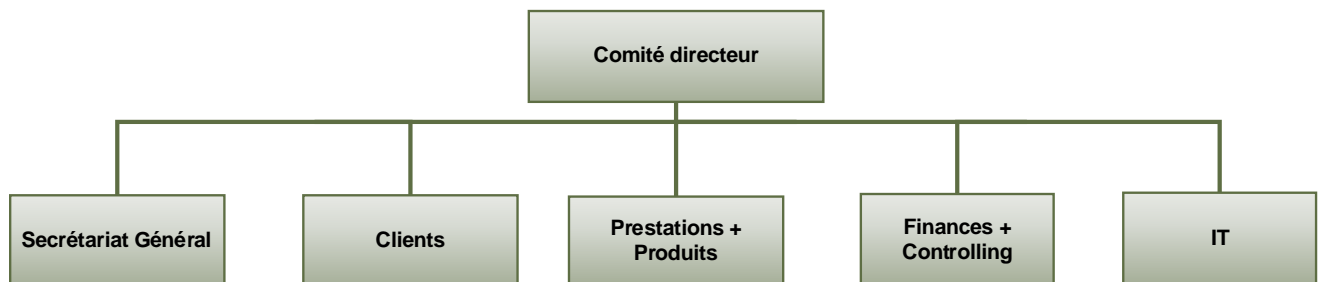 Comité directeur
Secrétariat Général
Clients
Prestations +
Produits
Finances +
Controlling
IT